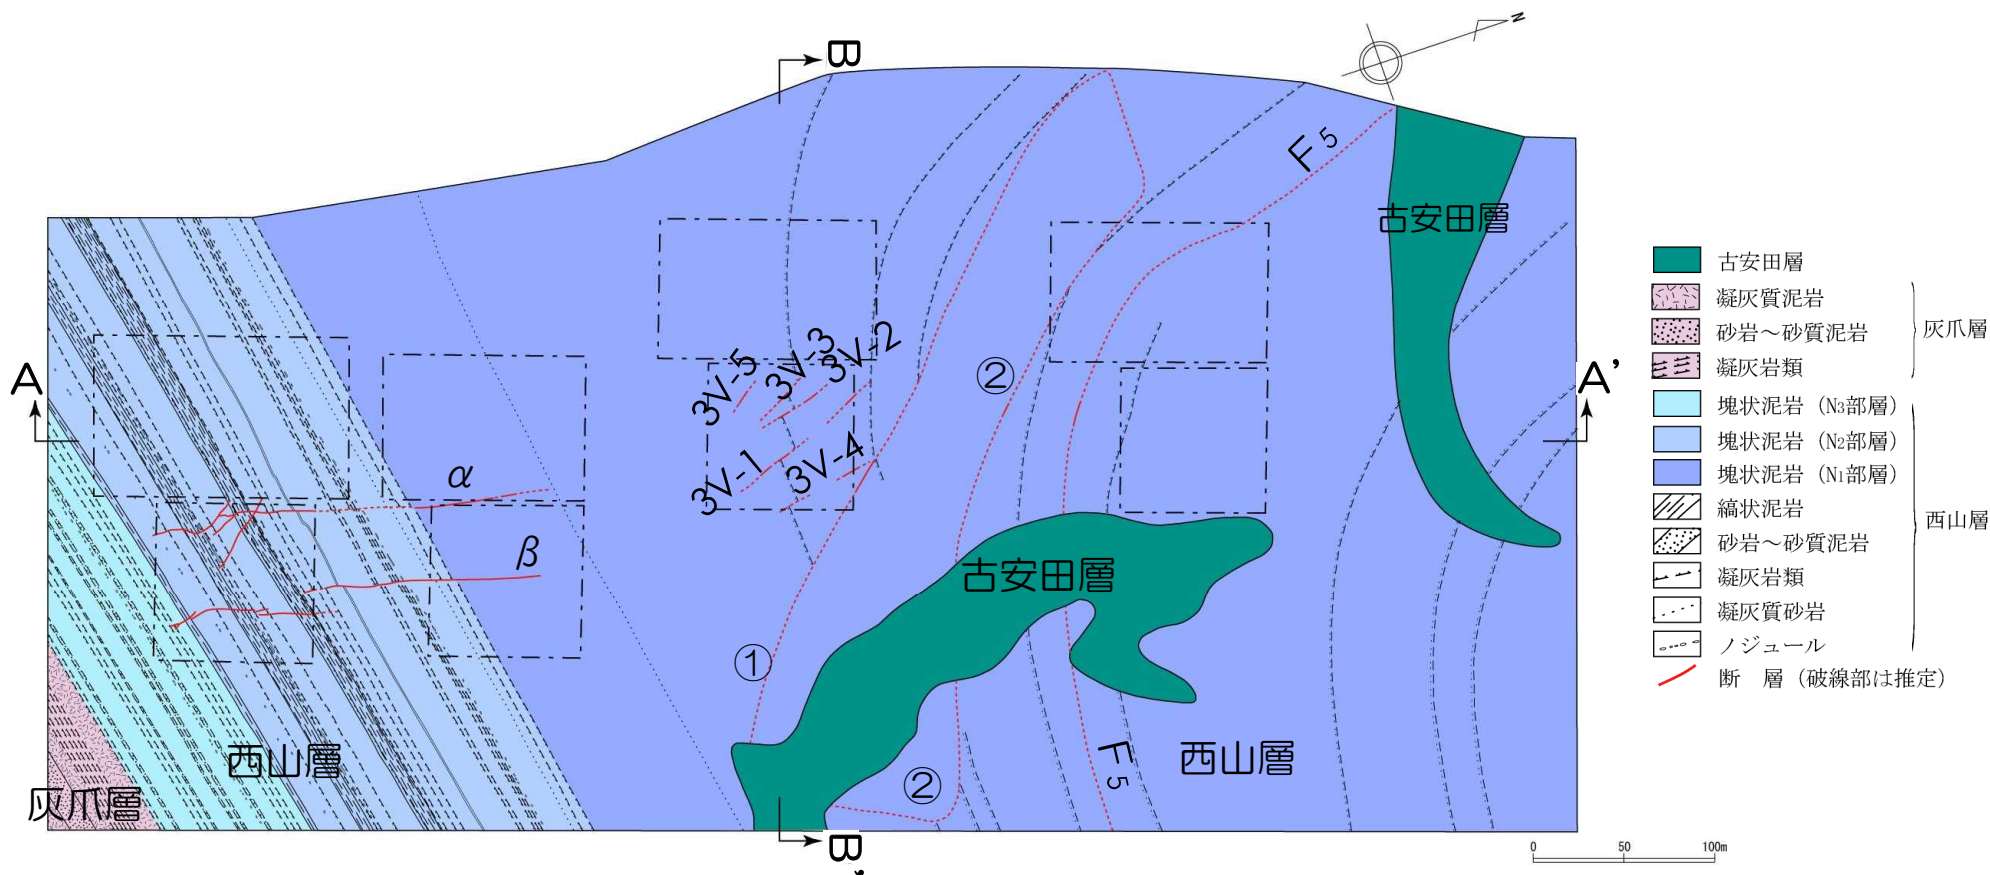 N
B
F5
古安田層
3V-5
3V-3
3V-2
②
A
A’
3V-1
3V-4
α
β
古安田層
①
西山層
灰爪層
②
F5
西山層
B’
古安田層
凝灰質泥岩
砂岩～砂質泥岩
凝灰岩類
灰爪層
塊状泥岩（N3部層）
塊状泥岩（N2部層）
塊状泥岩（N1部層）
縞状泥岩
砂岩～砂質泥岩
凝灰岩類
凝灰質砂岩
ノジュール
西山層
断　層（破線部は推定）
0 50 100m